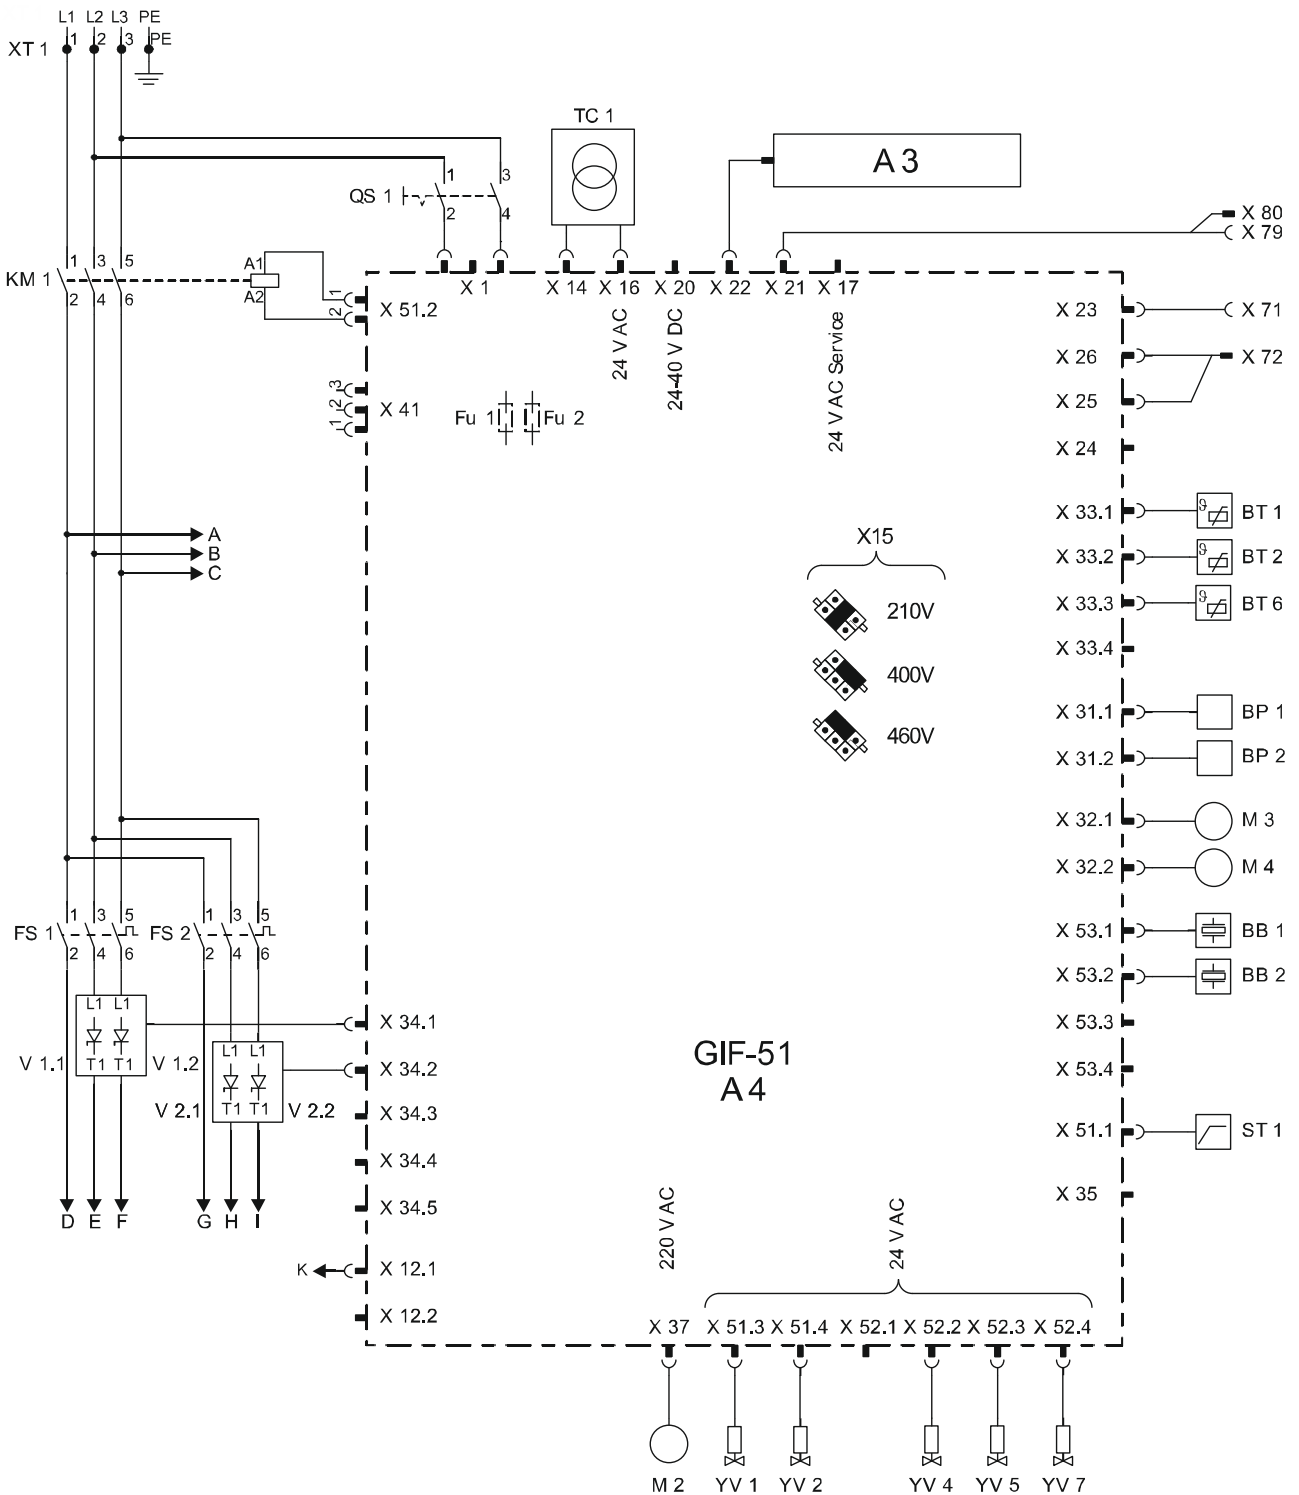 L1 L2 L3 PE
XT 1 1 2 3 PE
TC 1
A 3
QS 1 1 3
2 4
X 80
X 79
KM 1 1 3 5
2 4 6
A1
A2
1
2
X 51.2
X 1 X 14 X 16 X 20 X 22 X 21 X 17
24 V AC
24-40 V DC
24 V AC Service
X 23 X 71
X 26 X 72
X 25
X 24
3
2
1
X 41
Fu 1 Fu 2
A
B
C
X 33.1 BT 1
X 33.2 BT 2
X 33.3 BT 6
X 33.4
ϑ
ϑ
ϑ
X15
210V
400V
460V
X 31.1 BP 1
X 31.2 BP 2
X 32.1 M 3
X 32.2 M 4
X 53.1 BB 1
X 53.2 BB 2
X 53.3
X 53.4
X 51.1 ST 1
X 35
FS 1 1 3 5
2 4 6
FS 2 1 3 5
2 4 6
L1 L1
V 1.1 T1 T1 V 1.2
L1 L1
V 2.1 T1 T1 V 2.2
X 34.1
X 34.2
X 34.3
X 34.4
X 34.5
D E F G H I
K X 12.1
X 12.2
GIF-51
A 4
220 V AC
24 V AC
X 37 X 51.3 X 51.4 X 52.1 X 52.2 X 52.3 X 52.4
M 2 YV 1 YV 2 YV 4 YV 5 YV 7